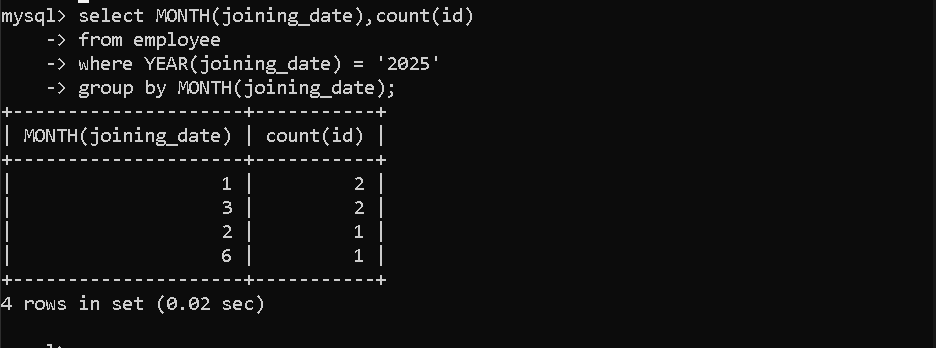 mysql> select MONTH(joining_date),count(id)
    -> from employee
    -> where YEAR(joining_date) = '2025'
    -> group by MONTH(joining_date);
+---------------------+-----------+
| MONTH(joining_date) | count(id) |
+---------------------+-----------+
|                   1 |         2 |
|                   3 |         2 |
|                   2 |         1 |
|                   6 |         1 |
+---------------------+-----------+
4 rows in set (0.02 sec)